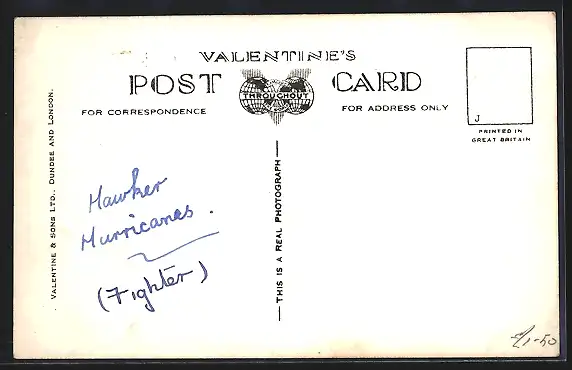 VALENTINE'S
POST CARD
THROUGHOUT
FOR CORRESPONDENCE
FOR ADDRESS ONLY
J
PRINTED IN
GREAT BRITAIN
VALENTINE & SONS LTD., DUNDEE AND LONDON.
THIS IS A REAL PHOTOGRAPH
Hawker
Hurricanes.
(Fighter)